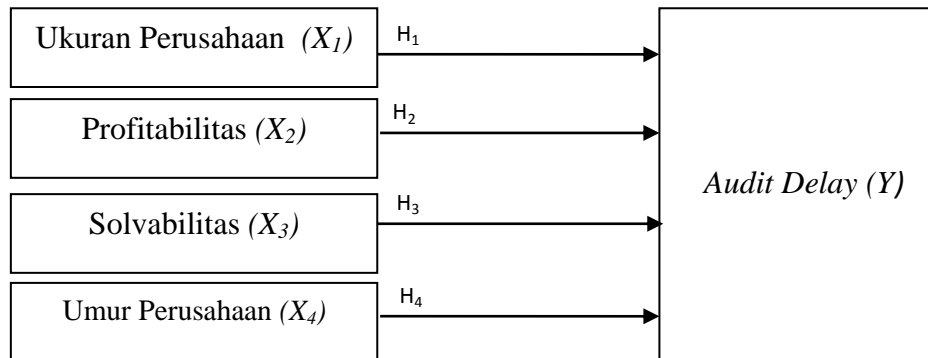 Ukuran Perusahaan (X₁)
H₁
Profitabilitas (X₂)
H₂
Solvabilitas (X₃)
H₃
Umur Perusahaan (X₄)
H₄
Audit Delay (Y)